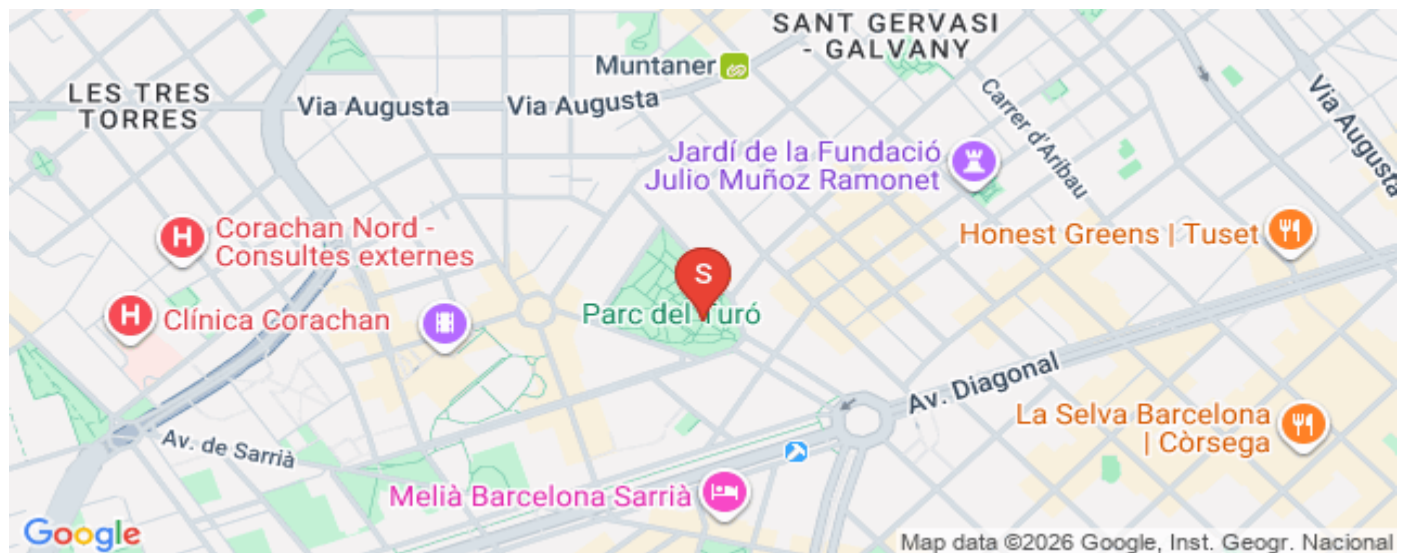 SANT GERVASI
- GALVANY
Muntaner
LES TRES
TORRES
Via Augusta
Via Augusta
Via Augusta
Carrer d'Aribau
Jardí de la Fundació
Julio Muñoz Ramonet
H
Corachan Nord -
Consultes externes
Honest Greens | Tuset
S
H
Clínica Corachan
Parc del Turó
Av. Diagonal
La Selva Barcelona
| Còrsega
Av. de Sarrià
Melià Barcelona Sarrià
Google
Map data ©2026 Google, Inst. Geogr. Nacional